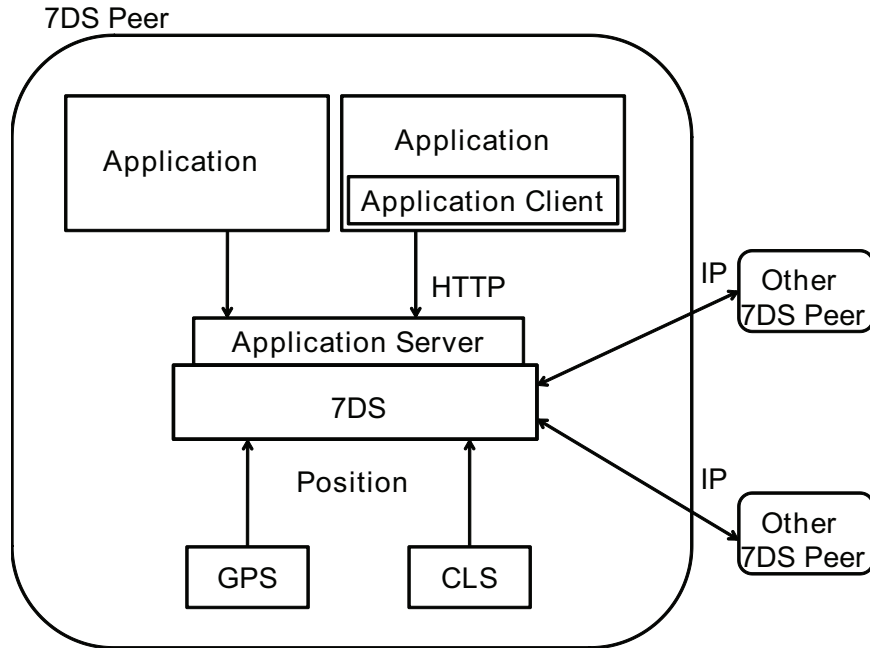 7DS Peer
Application
Application
Application Client
HTTP
Application Server
7DS
Position
GPS
CLS
IP
Other
7DS Peer
IP
Other
7DS Peer